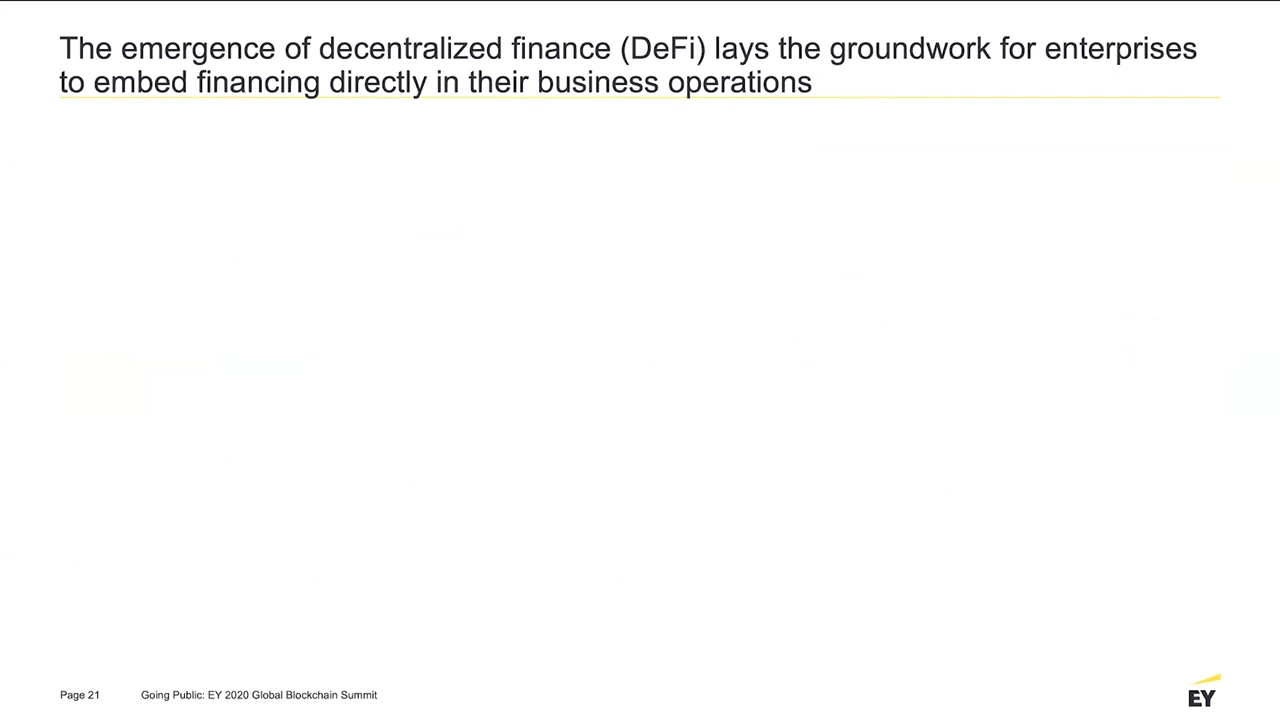 The emergence of decentralized finance (DeFi) lays the groundwork for enterprises
to embed financing directly in their business operations
Page 21
Going Public: EY 2020 Global Blockchain Summit
EY